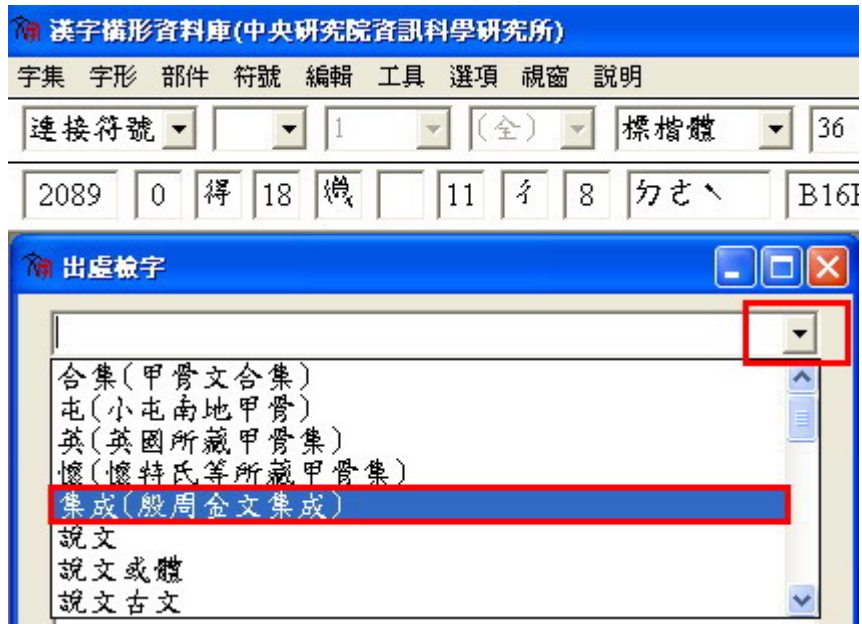 漢字構形資料庫(中央研究院資訊科學研究所)
字集 字形 部件 符號 編輯 工具 選項 視窗 說明
連接符號 1 (全) 標楷體 36
2089 0 得 18 11 彳 8 ㄉㄜˊ
出處檢字
合集(甲骨文合集)
屯(小屯南地甲骨)
英(英國所藏甲骨集)
懷(懷特氏等所藏甲骨集)
集成(殷周金文集成)
說文
說文或體
說文古文